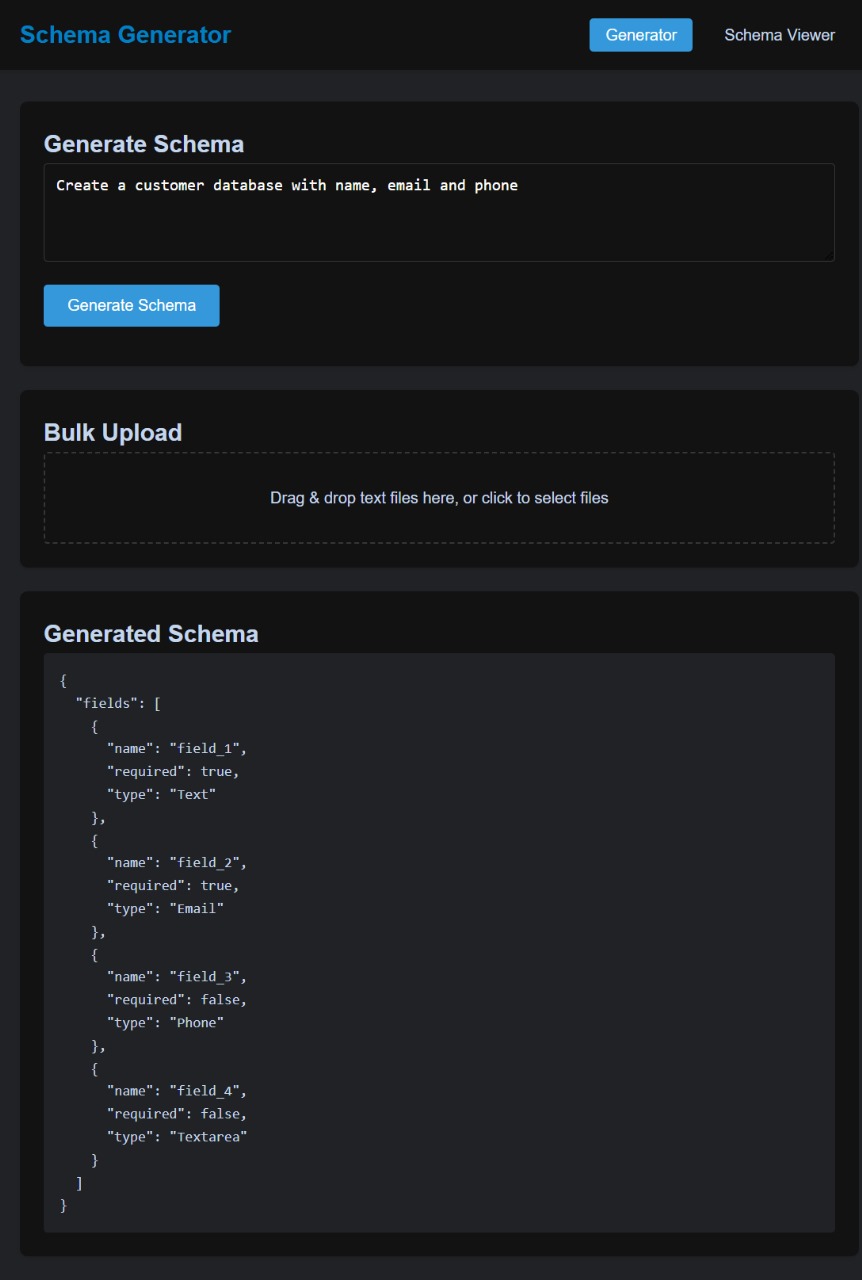 Schema Generator
Generator
Schema Viewer
Generate Schema
Create a customer database with name, email and phone
Generate Schema
Bulk Upload
Drag & drop text files here, or click to select files
Generated Schema
{
  "fields": [
    {
      "name": "field_1",
      "required": true,
      "type": "Text"
    },
    {
      "name": "field_2",
      "required": true,
      "type": "Email"
    },
    {
      "name": "field_3",
      "required": false,
      "type": "Phone"
    },
    {
      "name": "field_4",
      "required": false,
      "type": "Textarea"
    }
  ]
}